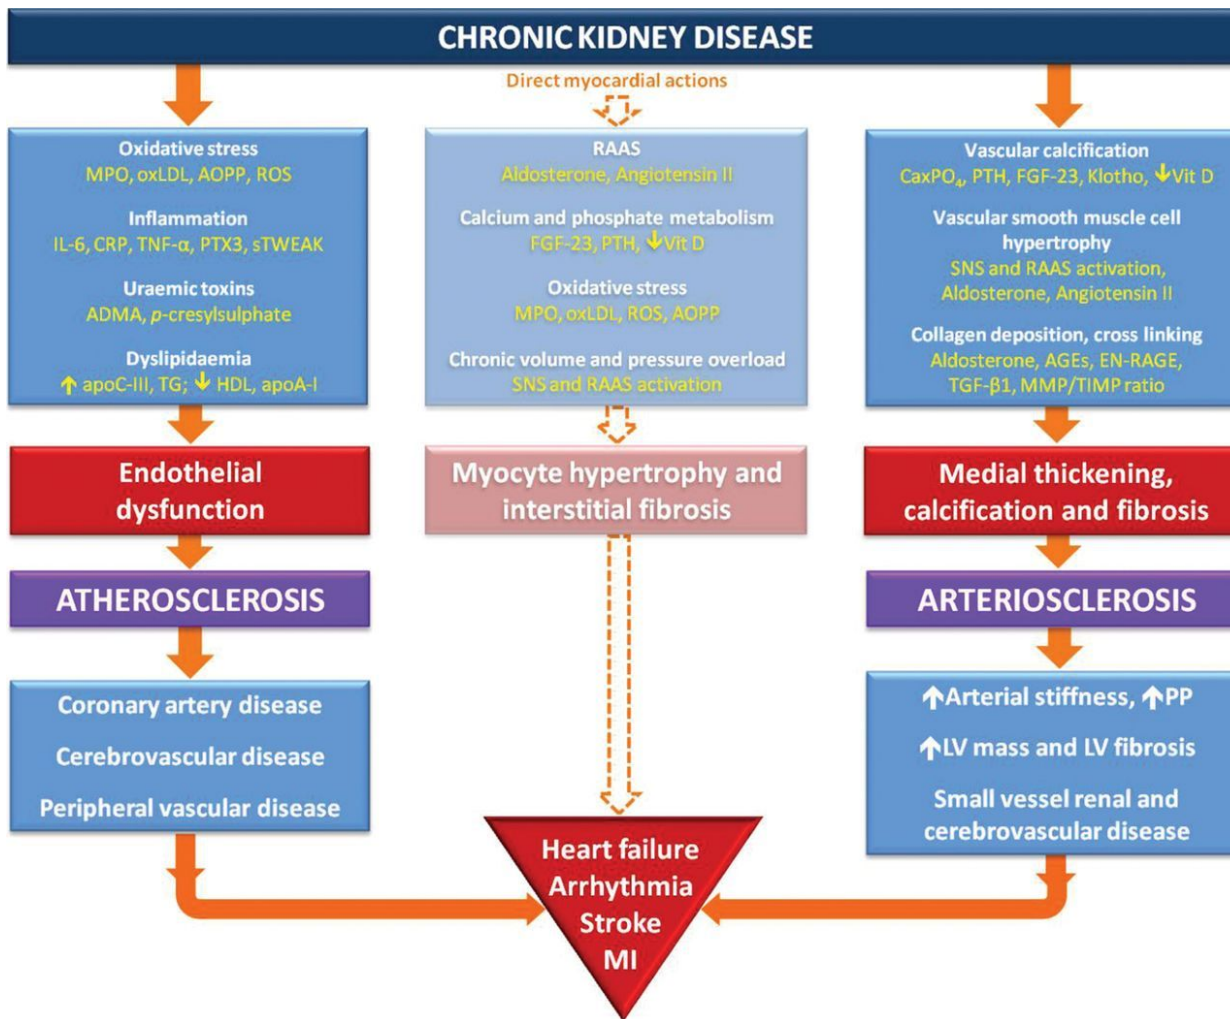 CHRONIC KIDNEY DISEASE
Direct myocardial actions
Oxidative stress
MPO, oxLDL, AOPP, ROS
Inflammation
IL-6, CRP, TNF-α, PTX3, sTWEAK
Uraemic toxins
ADMA, p-cresylsulphate
Dyslipidaemia
↑ apoC-III, TG; ↓ HDL, apoA-I
Endothelial
dysfunction
ATHEROSCLEROSIS
Coronary artery disease
Cerebrovascular disease
Peripheral vascular disease
RAAS
Aldosterone, Angiotensin II
Calcium and phosphate metabolism
FGF-23, PTH, ↓Vit D
Oxidative stress
MPO, oxLDL, ROS, AOPP
Chronic volume and pressure overload
SNS and RAAS activation
Myocyte hypertrophy and
interstitial fibrosis
Vascular calcification
CaxPO₄, PTH, FGF-23, Klotho, ↓Vit D
Vascular smooth muscle cell
hypertrophy
SNS and RAAS activation,
Aldosterone, Angiotensin II
Collagen deposition, cross linking
Aldosterone, AGEs, EN-RAGE,
TGF-β1, MMP/TIMP ratio
Medial thickening,
calcification and fibrosis
ARTERIOSCLEROSIS
↑Arterial stiffness, ↑PP
↑LV mass and LV fibrosis
Small vessel renal and
cerebrovascular disease
Heart failure
Arrhythmia
Stroke
MI